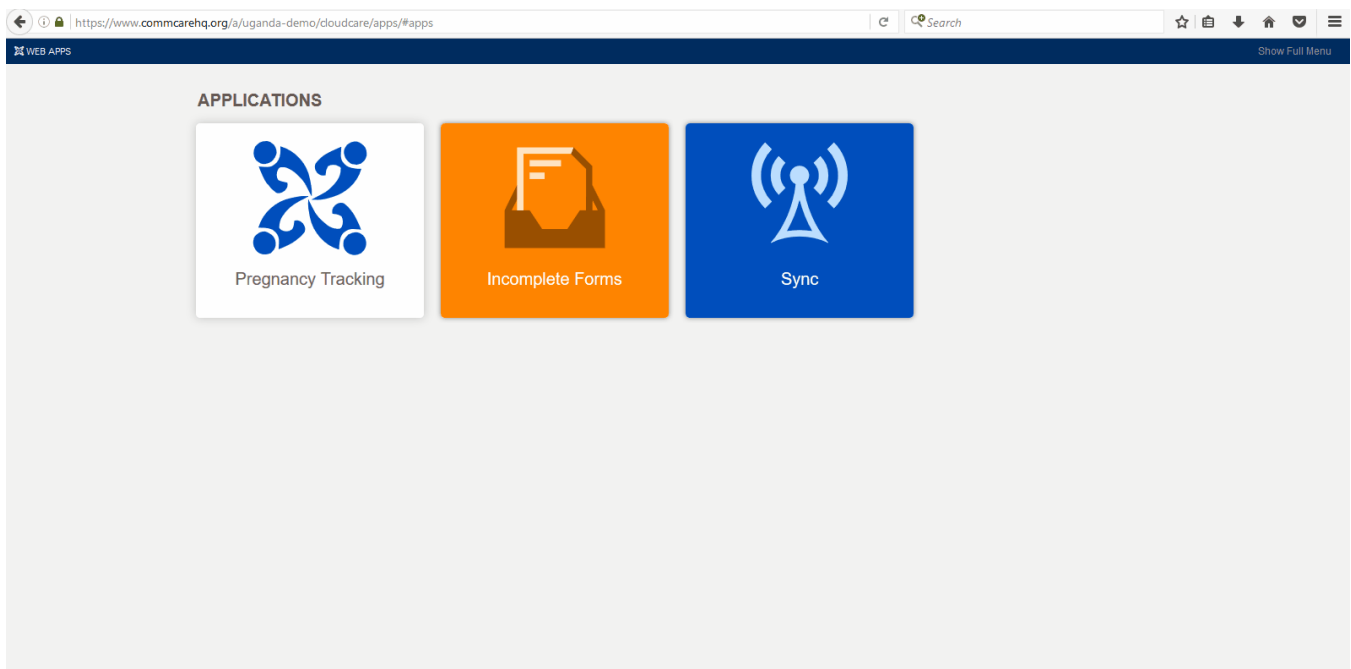 https://www.commcarehq.org/a/uganda-demo/cloudcare/apps/#apps
Search
WEB APPS
Show Full Menu
APPLICATIONS
Pregnancy Tracking
Incomplete Forms
Sync